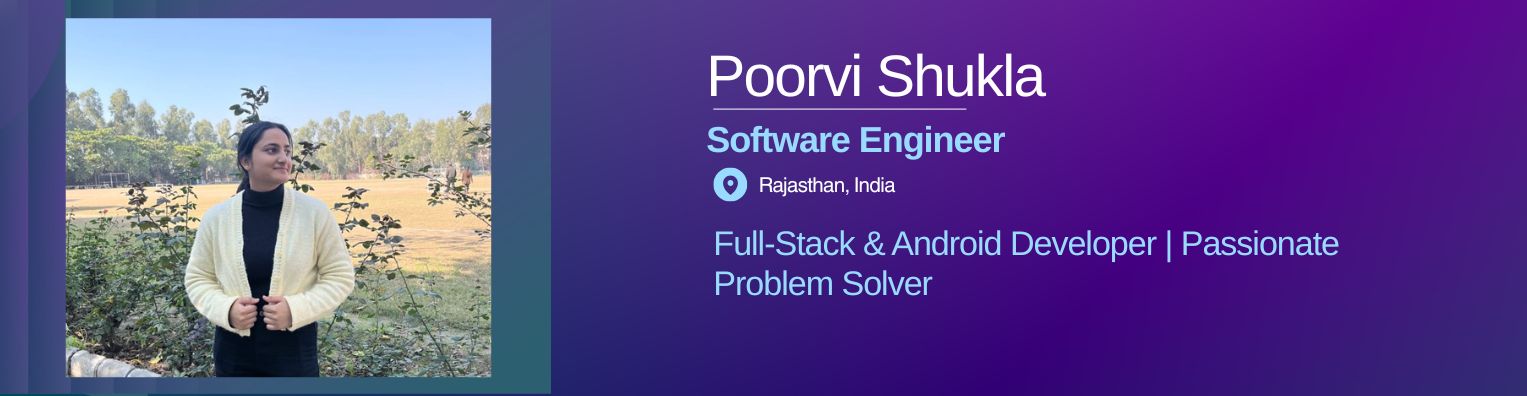 Poorvi Shukla
Software Engineer
Rajasthan, India
Full-Stack & Android Developer | Passionate
Problem Solver